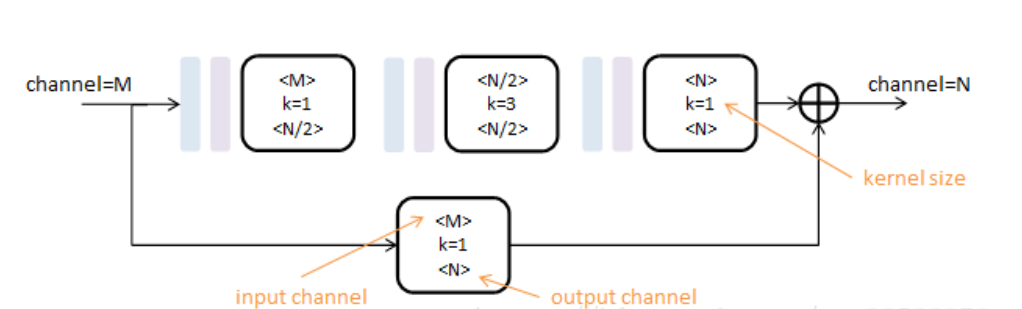 channel=M
<M>
k=1
<N/2>
<N/2>
k=3
<N/2>
<N>
k=1
<N>
channel=N
kernel size
<M>
k=1
<N>
input channel
output channel